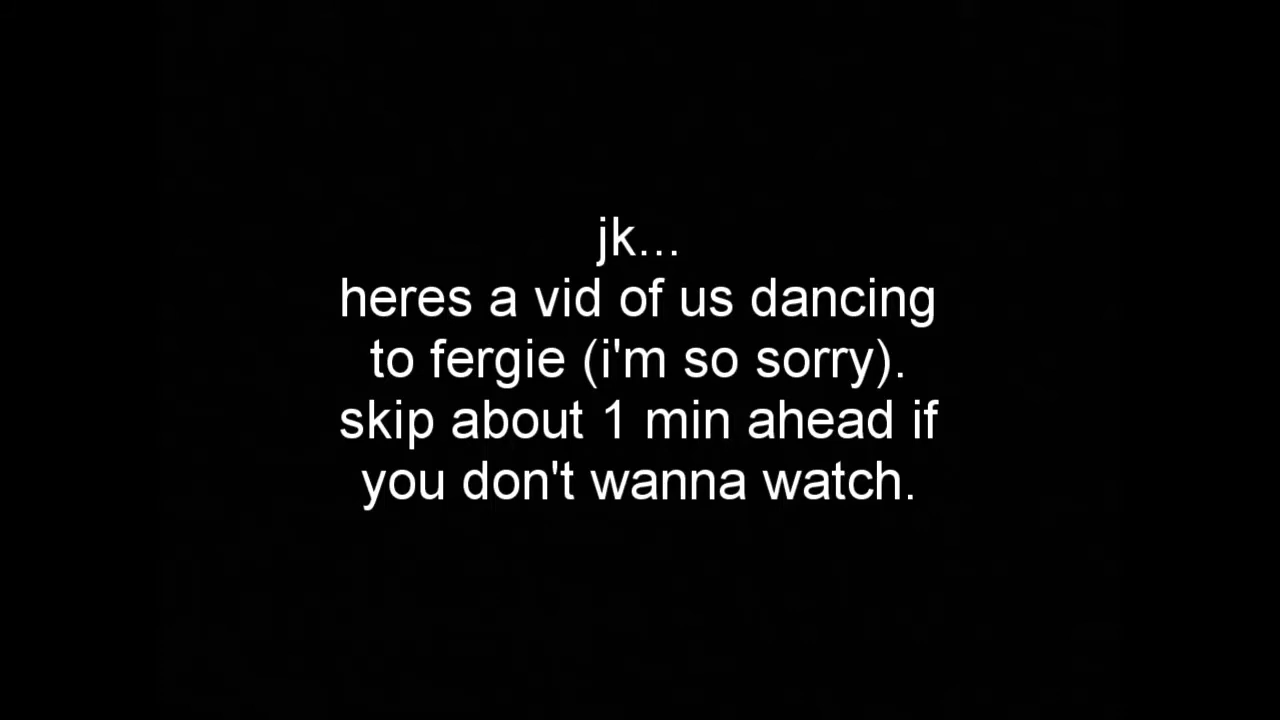 jk...
heres a vid of us dancing
to fergie (i'm so sorry).
skip about 1 min ahead if
you don't wanna watch.